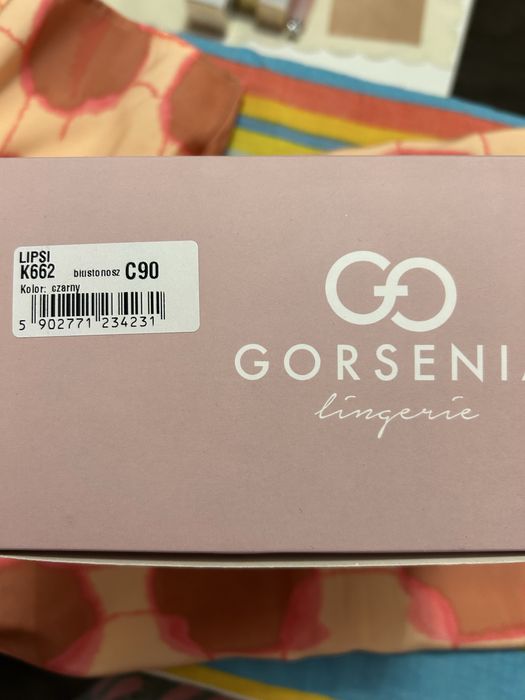 LIPSI
K662 biustonosz C90
Kolor: czarny
5 902771 234231
GORSENIA
lingerie